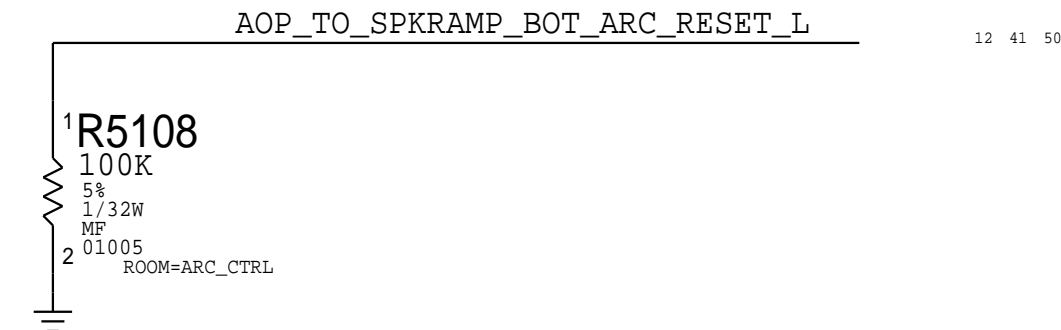 AOP_TO_SPKRAMP_BOT_ARC_RESET_L
12 41 50
1
R5108
100K
5%
1/32W
MF
01005
2
ROOM=ARC_CTRL